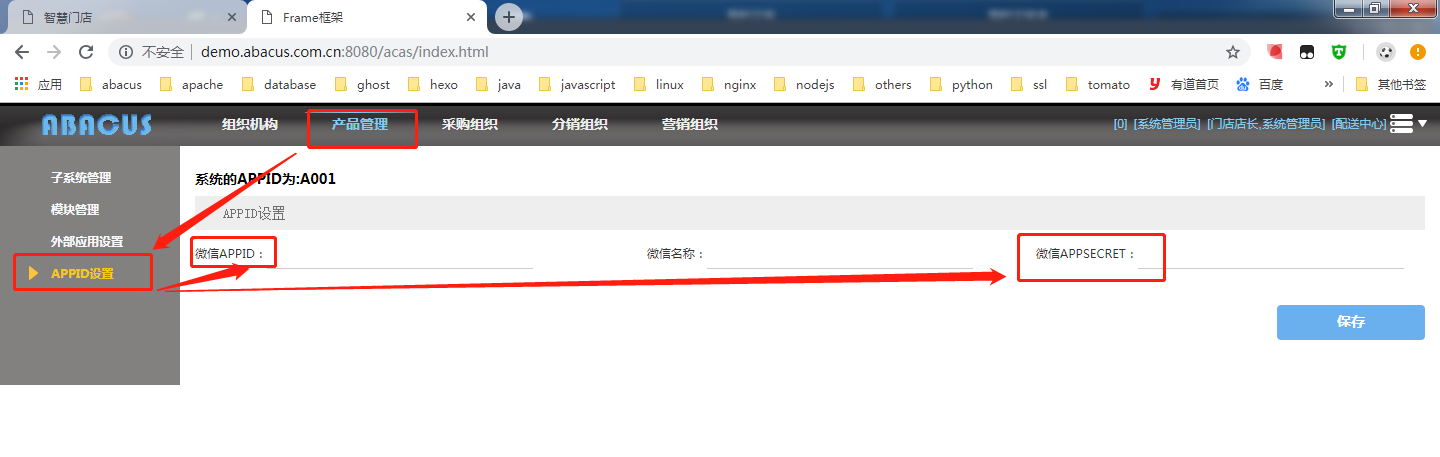 智慧门店
Frame框架
不安全 demo.abacus.com.cn:8080/acas/index.html
应用 abacus apache database ghost hexo java javascript linux nginx nodejs others python ssl tomato 有道首页 百度 » 其他书签
ABACUS 组织机构 产品管理 采购组织 分销组织 营销组织 [0] [系统管理员] [门店店长,系统管理员] [配送中心]
子系统管理
模块管理
外部应用设置
APPID设置
系统的APPID为:A001
APPID设置
微信APPID： 微信名称： 微信APPSECRET：
保存